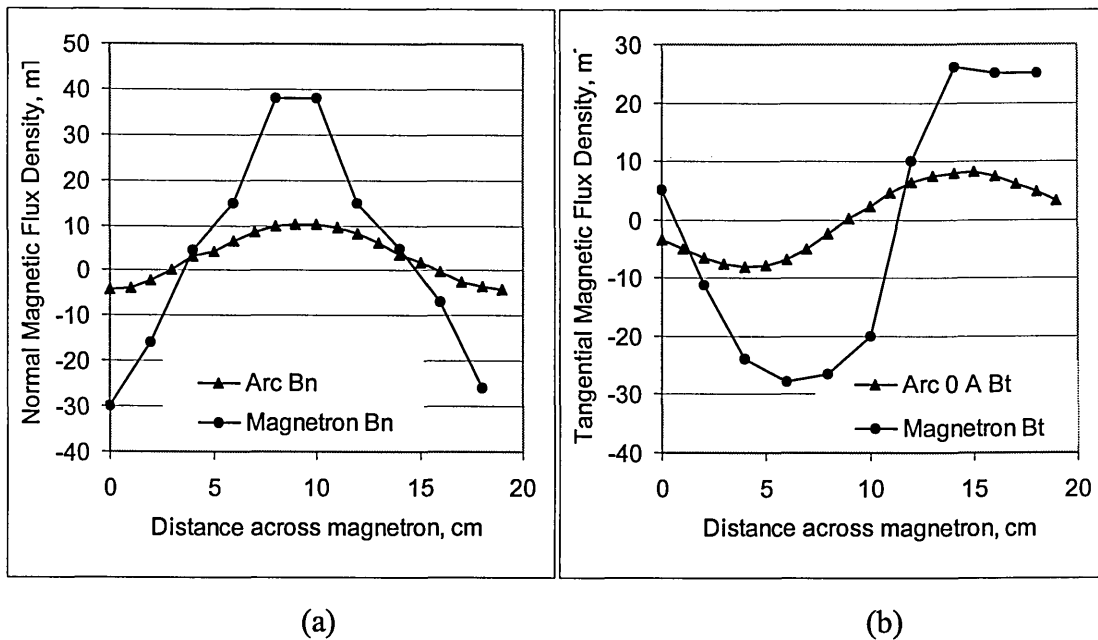 Normal Magnetic Flux Density, mT
50
40
30
20
10
0
-10
-20
-30
-40
Arc Bn
Magnetron Bn
0 5 10 15 20
Distance across magnetron, cm
(a)
Tangential Magnetic Flux Density, m
30
20
10
0
-10
-20
-30
-40
Arc 0 A Bt
Magnetron Bt
0 5 10 15 20
Distance across magnetron, cm
(b)